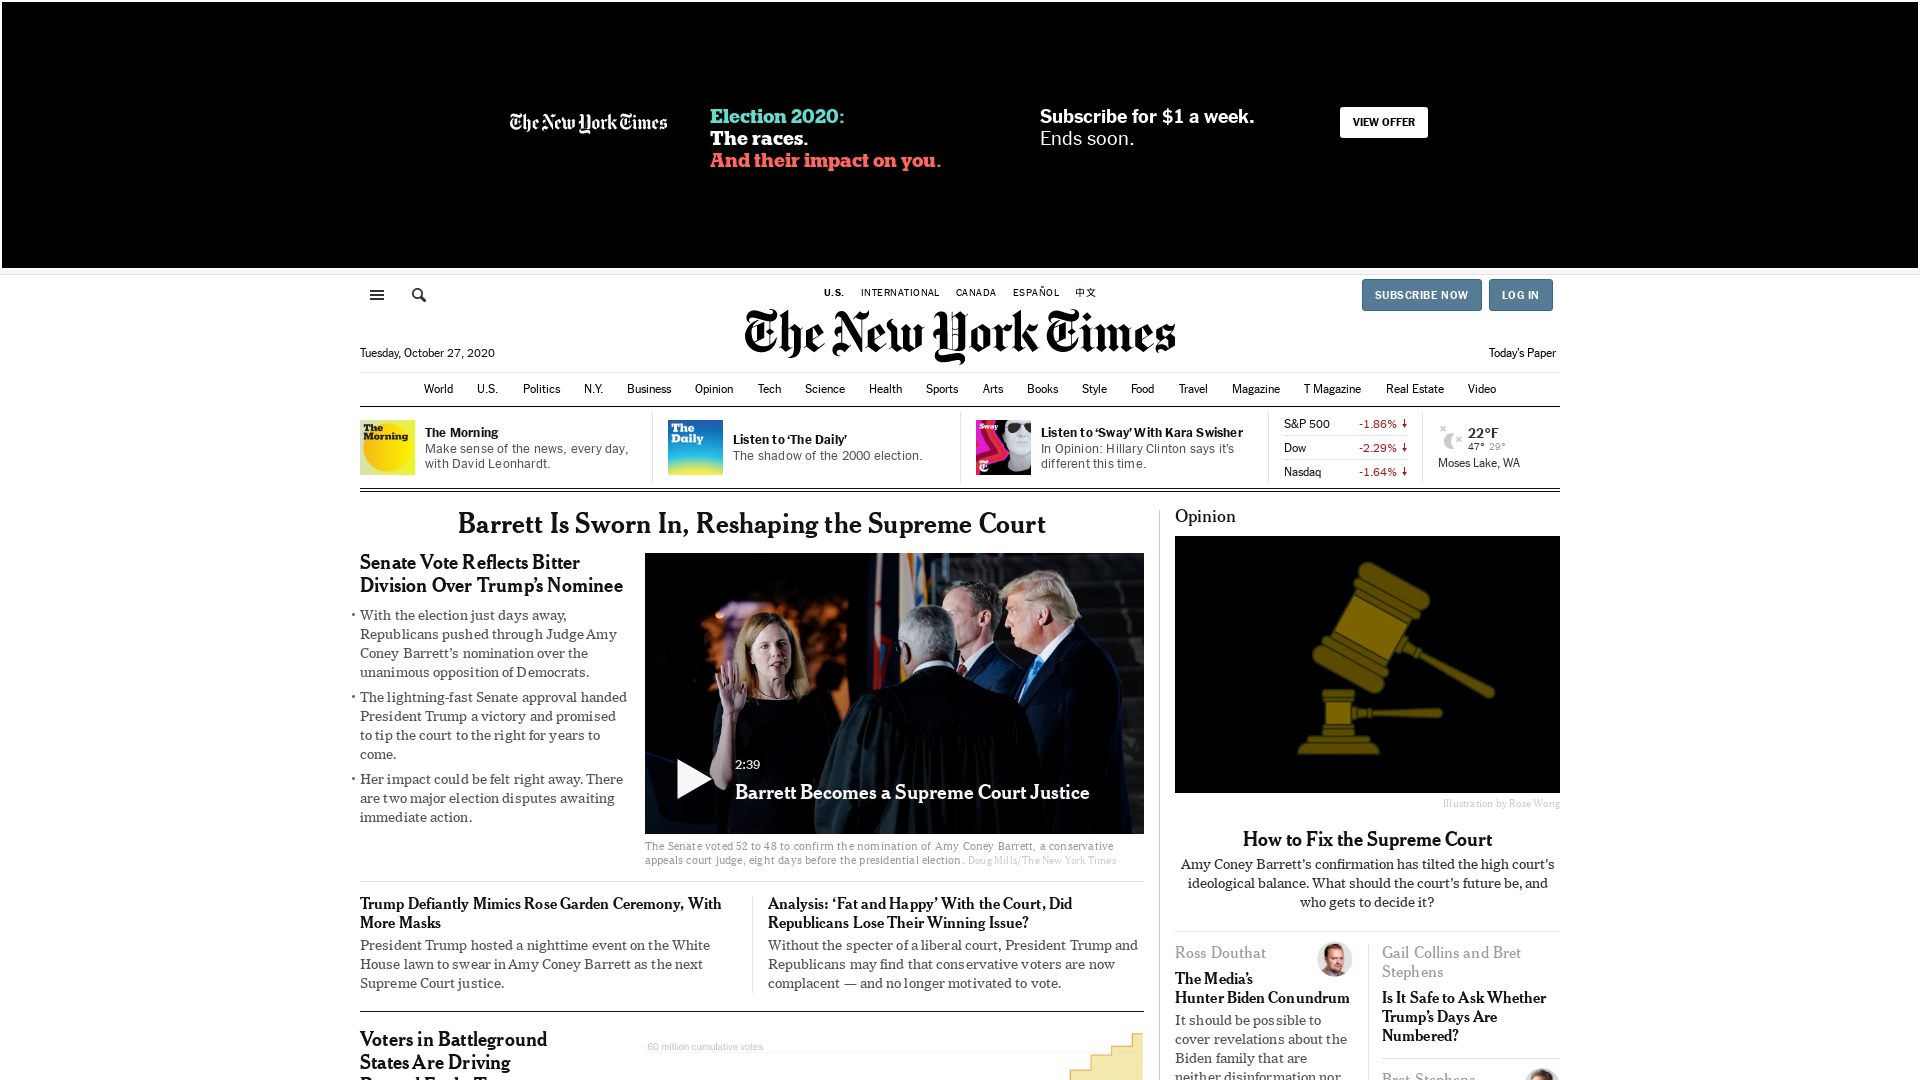 The New York Times
Election 2020:
The races.
And their impact on you.
Subscribe for $1 a week.
Ends soon.
VIEW OFFER
U.S. INTERNATIONAL CANADA ESPAÑOL 中文
SUBSCRIBE NOW
LOG IN
The New York Times
Tuesday, October 27, 2020
Today's Paper
World U.S. Politics N.Y. Business Opinion Tech Science Health Sports Arts Books Style Food Travel Magazine T Magazine Real Estate Video
The
Morning
The Morning
Make sense of the news, every day,
with David Leonhardt.
The
Daily
Listen to ‘The Daily’
The shadow of the 2000 election.
Sway
Listen to ‘Sway’ With Kara Swisher
In Opinion: Hillary Clinton says it's
different this time.
S&P 500 -1.86%
Dow -2.29%
Nasdaq -1.64%
22°F
47° 29°
Moses Lake, WA
Barrett Is Sworn In, Reshaping the Supreme Court
Senate Vote Reflects Bitter
Division Over Trump’s Nominee
• With the election just days away,
Republicans pushed through Judge Amy
Coney Barrett’s nomination over the
unanimous opposition of Democrats.
• The lightning-fast Senate approval handed
President Trump a victory and promised
to tip the court to the right for years to
come.
• Her impact could be felt right away. There
are two major election disputes awaiting
immediate action.
2:39
Barrett Becomes a Supreme Court Justice
The Senate voted 52 to 48 to confirm the nomination of Amy Coney Barrett, a conservative
appeals court judge, eight days before the presidential election. Doug Mills/The New York Times
Trump Defiantly Mimics Rose Garden Ceremony, With
More Masks
President Trump hosted a nighttime event on the White
House lawn to swear in Amy Coney Barrett as the next
Supreme Court justice.
Analysis: ‘Fat and Happy’ With the Court, Did
Republicans Lose Their Winning Issue?
Without the specter of a liberal court, President Trump and
Republicans may find that conservative voters are now
complacent — and no longer motivated to vote.
Voters in Battleground
States Are Driving
60 million cumulative votes
Opinion
Illustration by Rose Wong
How to Fix the Supreme Court
Amy Coney Barrett's confirmation has tilted the high court's
ideological balance. What should the court’s future be, and
who gets to decide it?
Ross Douthat
The Media’s
Hunter Biden Conundrum
It should be possible to
cover revelations about the
Biden family that are
neither disinformation nor
Gail Collins and Bret
Stephens
Is It Safe to Ask Whether
Trump’s Days Are
Numbered?
Bret Stephens